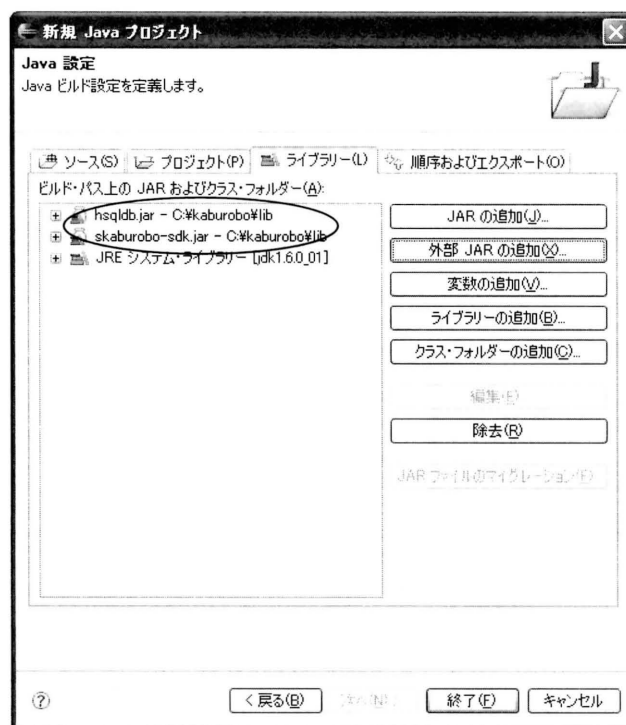 新規 Java プロジェクト
Java 設定
Java ビルド設定を定義します。
ソース(S) プロジェクト(P) ライブラリー(L) 順序およびエクスポート(O)
ビルド・パス上の JAR およびクラス・フォルダー(A):
hsqldb.jar - C:¥kaburobo¥lib
skaburobo-sdk.jar - C:¥kaburobo¥lib
JRE システム・ライブラリー [jdk1.6.0_01]
JAR の追加(J)...
外部 JAR の追加(X)...
変数の追加(V)...
ライブラリーの追加(B)...
クラス・フォルダーの追加(C)...
編集(E)
除去(R)
JAR ファイルのマイグレーション(F)
< 戻る(B) 終了(F) キャンセル